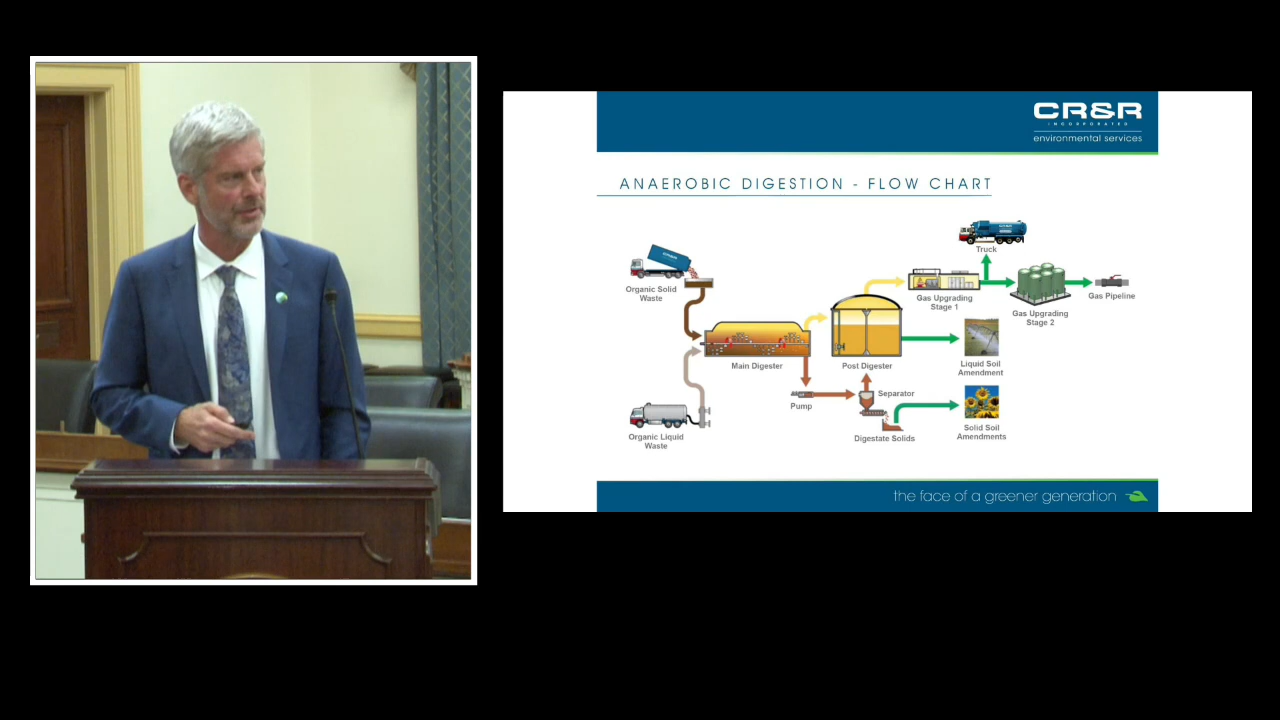 CR&R
INCORPORATED
environmental services
ANAEROBIC DIGESTION - FLOW CHART
Truck
Organic Solid
Waste
Gas Upgrading
Stage 1
Gas Pipeline
Gas Upgrading
Stage 2
Main Digester
Post Digester
Liquid Soil
Amendment
Pump
Separator
Organic Liquid
Waste
Digestate Solids
Solid Soil
Amendments
the face of a greener generation